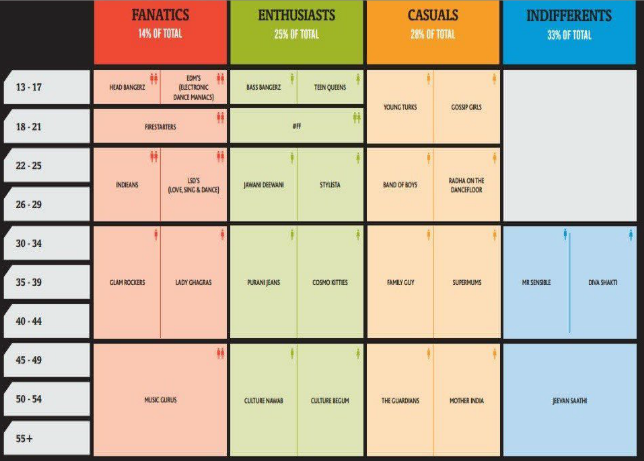 FANATICS
14% OF TOTAL
ENTHUSIASTS
25% OF TOTAL
CASUALS
28% OF TOTAL
INDIFFERENTS
33% OF TOTAL
13 - 17
HEAD BANGERZ
EDM'S
(ELECTRONIC
DANCE MANIACS)
BASS BANGERZ
TEEN QUEENS
YOUNG TURKS
GOSSIP GIRLS
18 - 21
FIRESTARTERS
#FF
22 - 25
INDIEANS
LSD'S
(LOVE, SING & DANCE)
JAWANI DEEWANI
STYLISTA
BAND OF BOYS
RADHA ON THE
DANCEFLOOR
26 - 29
30 - 34
35 - 39
GLAM ROCKERS
LADY GHAGRAS
PURANI JEANS
COSMO KITTIES
FAMILY GUY
SUPERMUMS
MR SENSIBLE
DIVA SHAKTI
40 - 44
45 - 49
50 - 54
MUSIC GURUS
CULTURE NAWAB
CULTURE BEGUM
THE GUARDIANS
MOTHER INDIA
JEEVAN SAATHI
55+